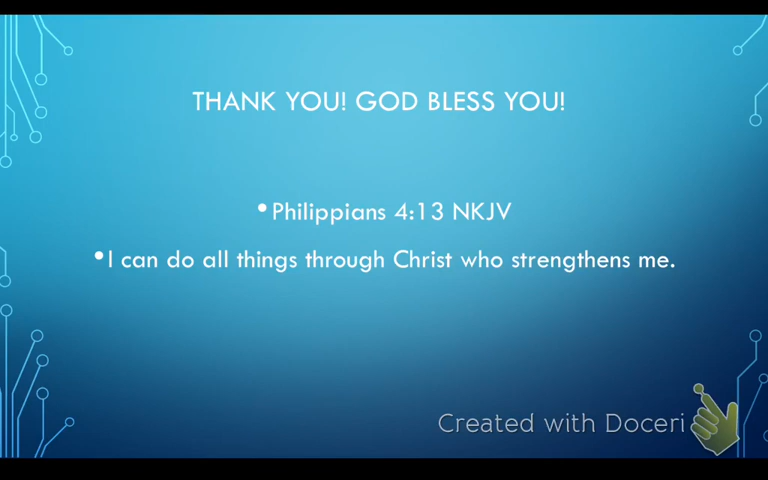 THANK YOU! GOD BLESS YOU!
•Philippians 4:13 NKJV
•I can do all things through Christ who strengthens me.
Created with Doceri